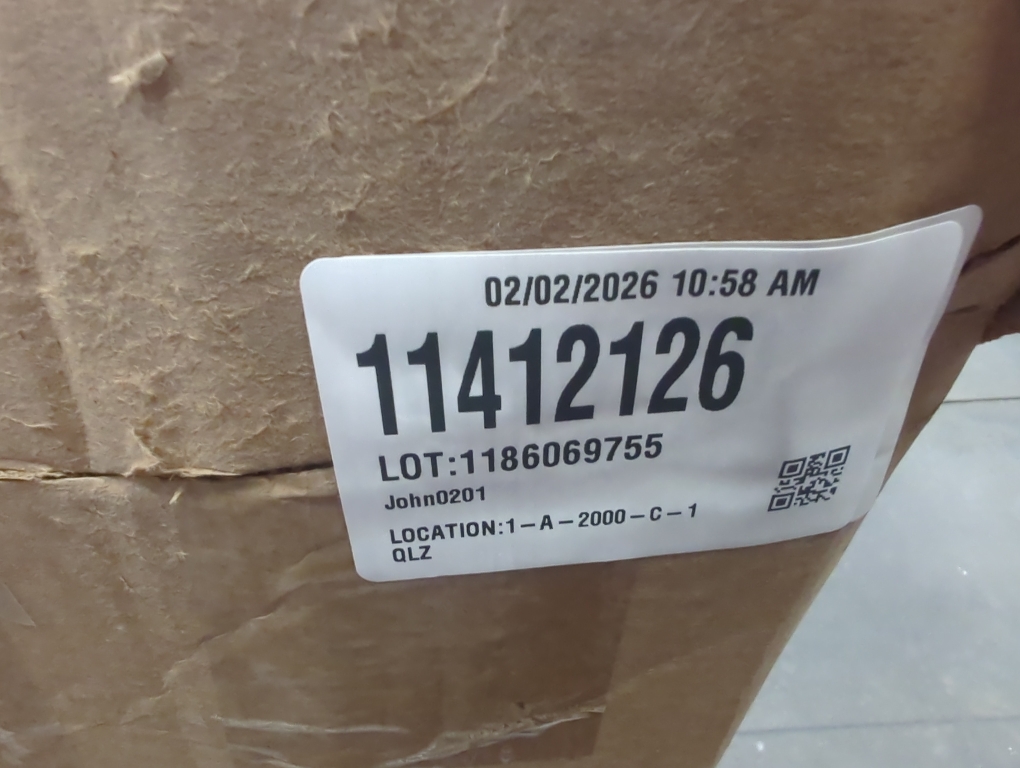 02/02/2026 10:58 AM
11412126
LOT:1186069755
John0201
LOCATION:1-A-2000-C-1
QLZ